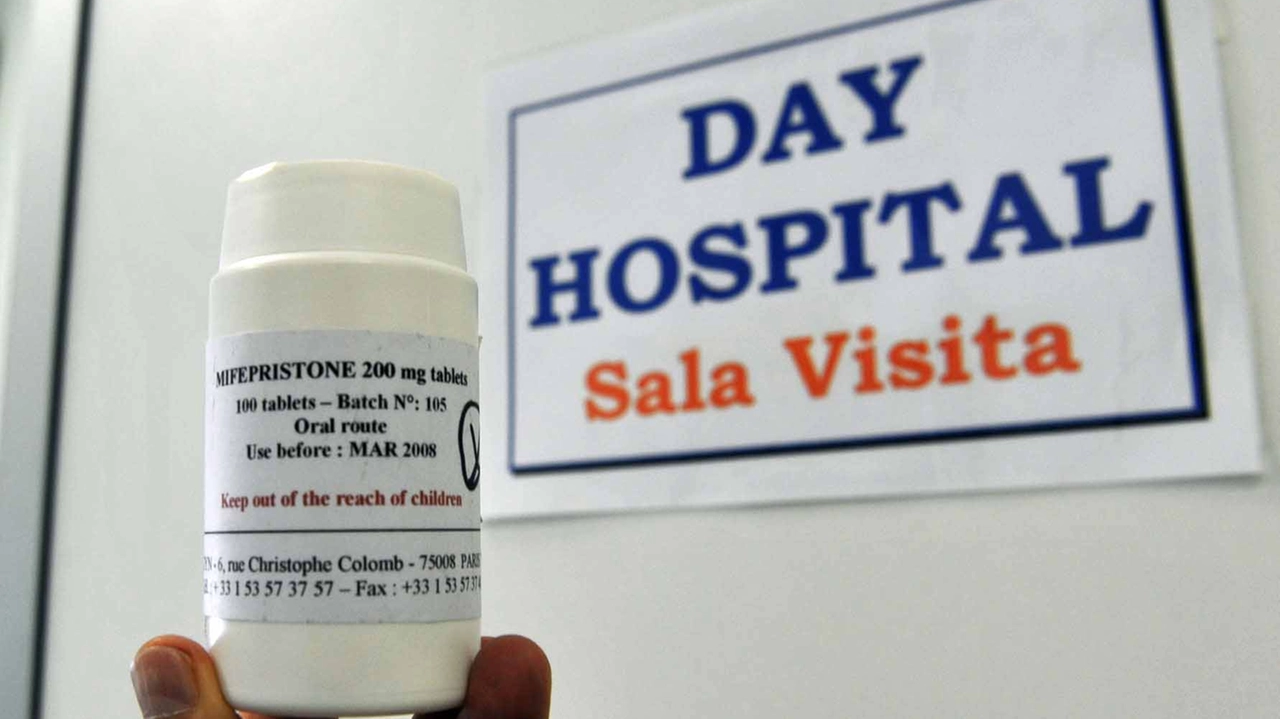 MIFEPRISTONE 200 mg tablets
100 tablets – Batch N°: 105
Oral route
Use before : MAR 2008
Keep out of the reach of children
6, rue Christophe Colomb - 75008
+33 1 53 57 37 57 – Fax : +33 1 53 57
DAY
HOSPITAL
Sala Visita